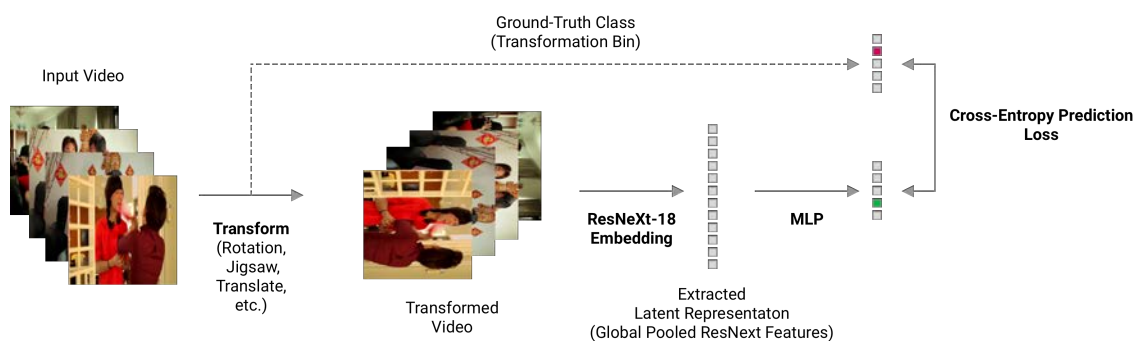 Ground-Truth Class
(Transformation Bin)
Input Video
Cross-Entropy Prediction
Loss
Transform
(Rotation,
Jigsaw,
Translate,
etc.)
ResNeXt-18
Embedding
MLP
Transformed
Video
Extracted
Latent Representaton
(Global Pooled ResNext Features)